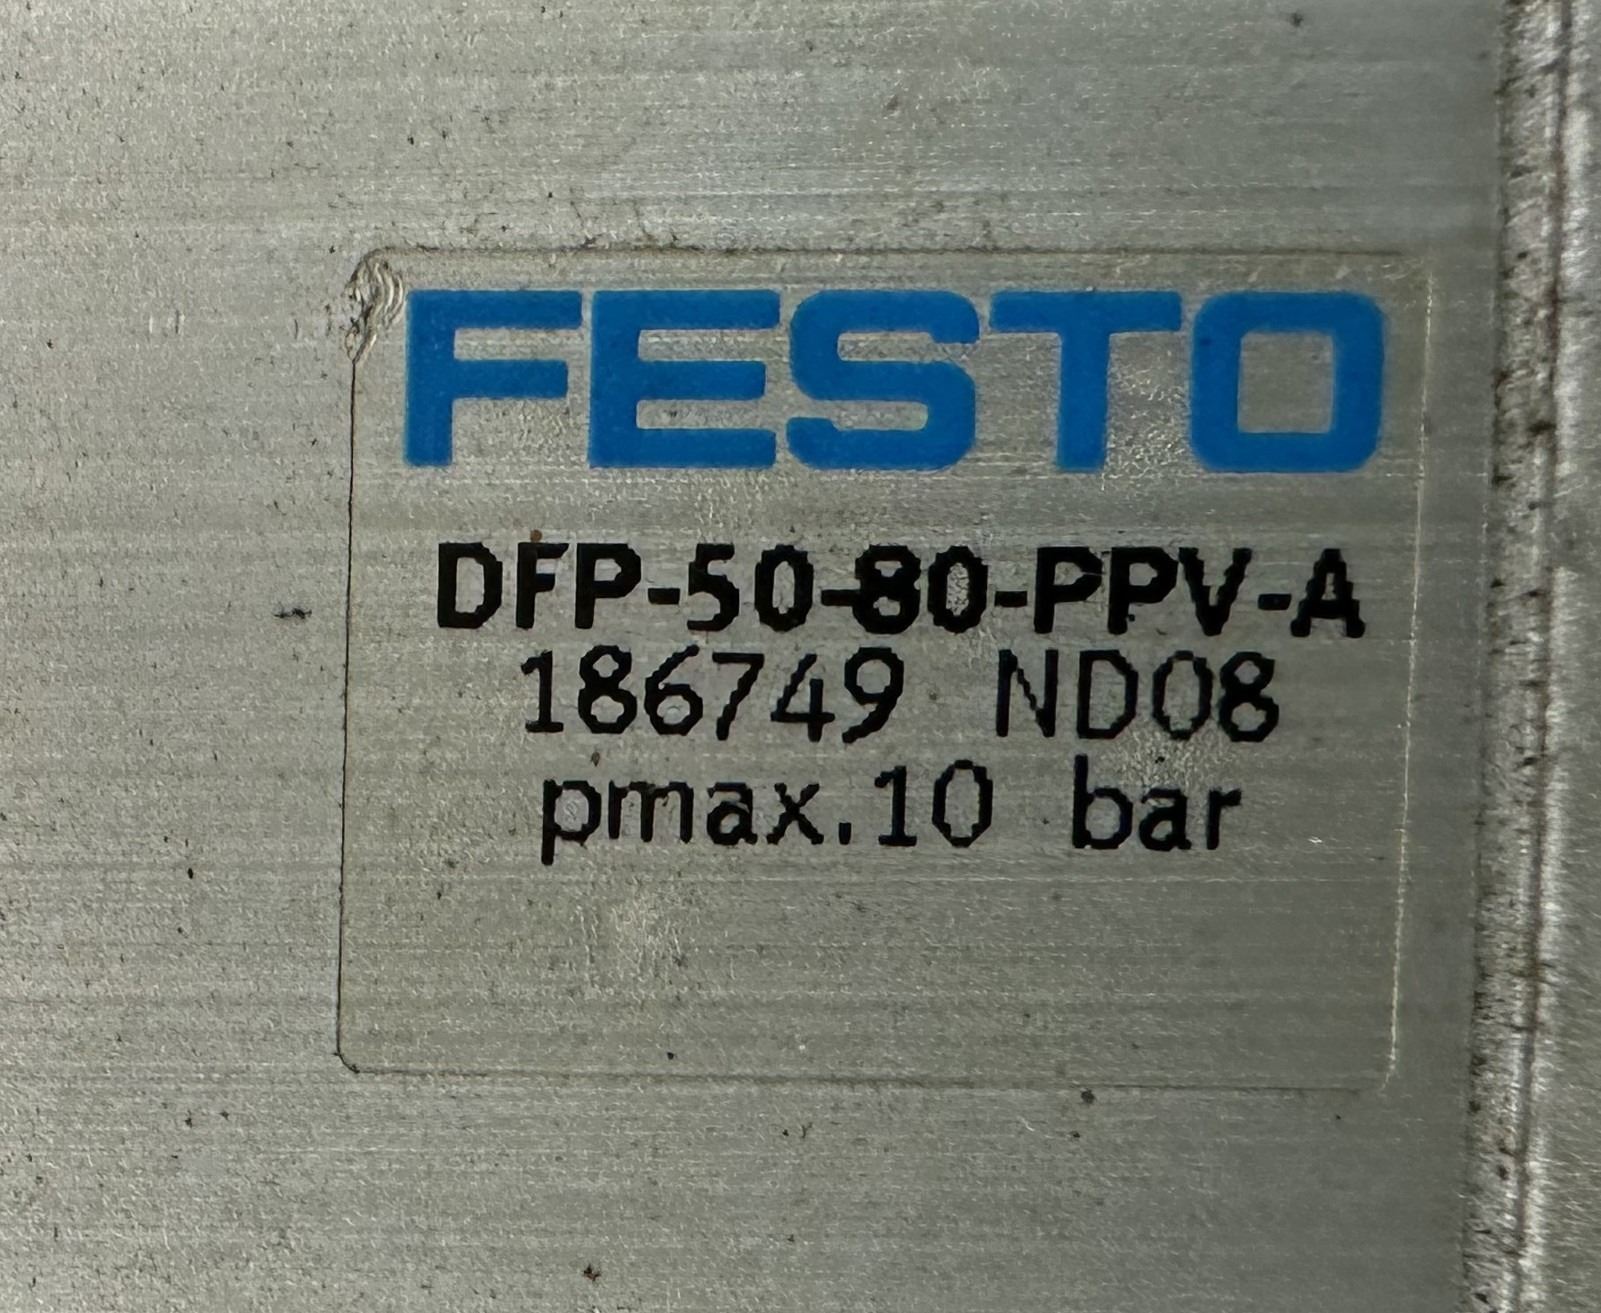 FESTO
DFP-50-80-PPV-A
186749 ND08
pmax.10 bar